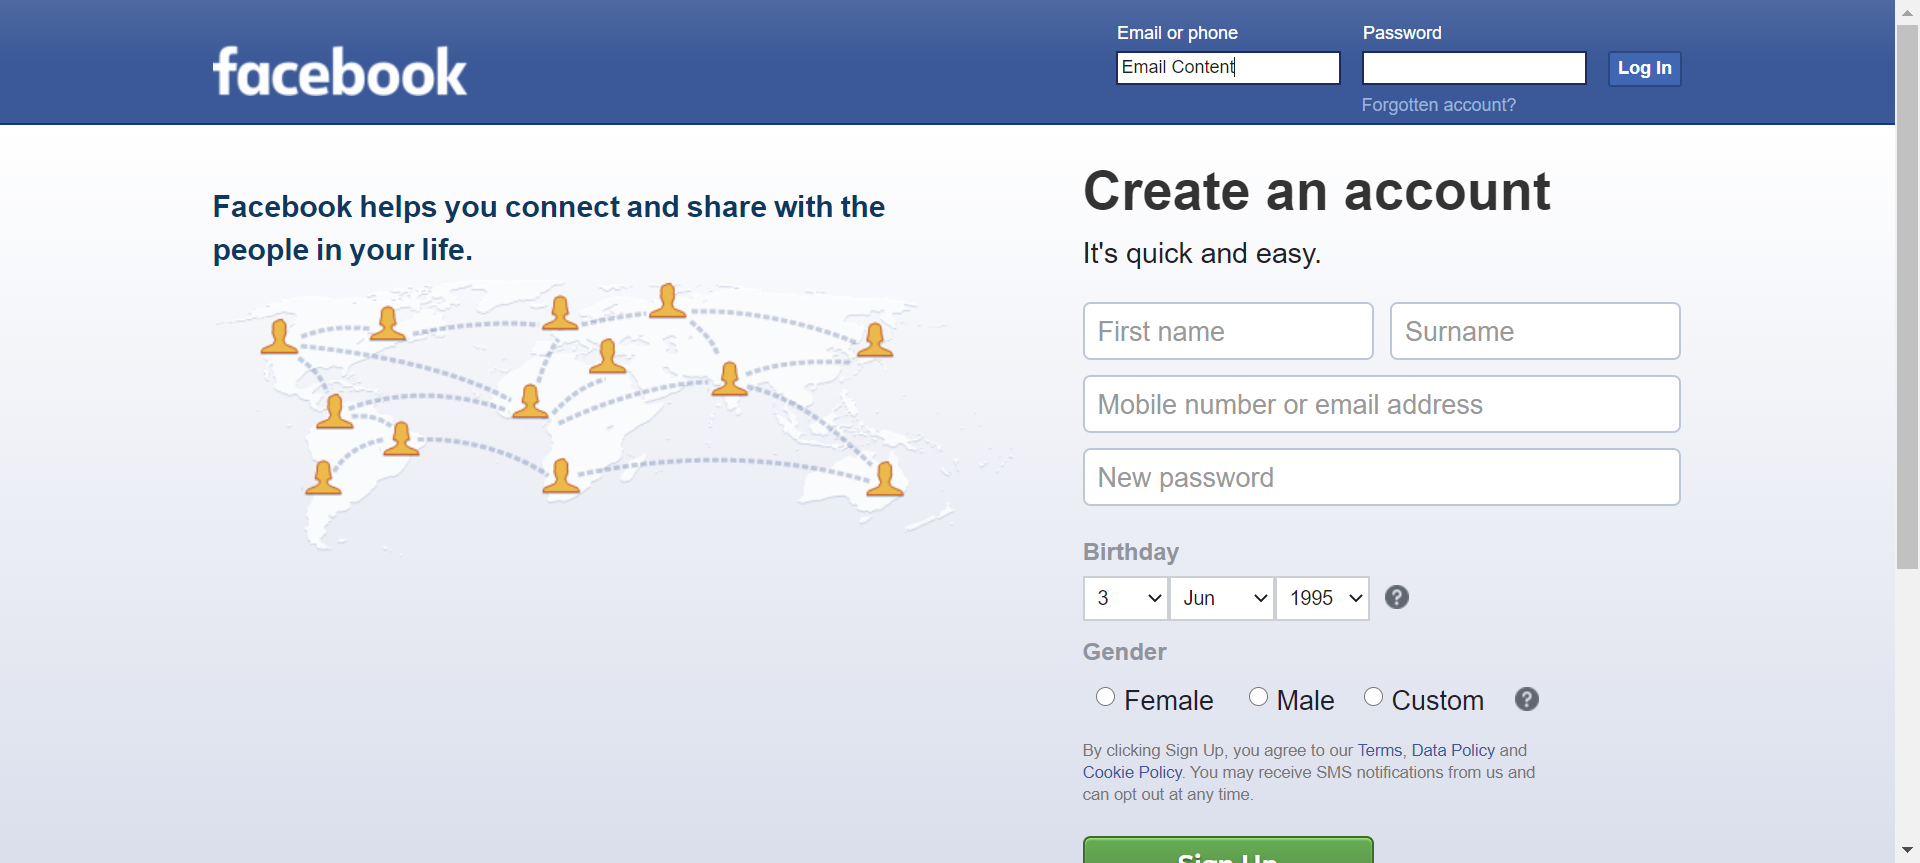 facebook
Email or phone
Password
Email Content
Log In
Forgotten account?
Facebook helps you connect and share with the
people in your life.
Create an account
It's quick and easy.
First name
Surname
Mobile number or email address
New password
Birthday
3
Jun
1995
?
Gender
Female
Male
Custom
?
By clicking Sign Up, you agree to our Terms, Data Policy and
Cookie Policy. You may receive SMS notifications from us and
can opt out at any time.
Sign Up